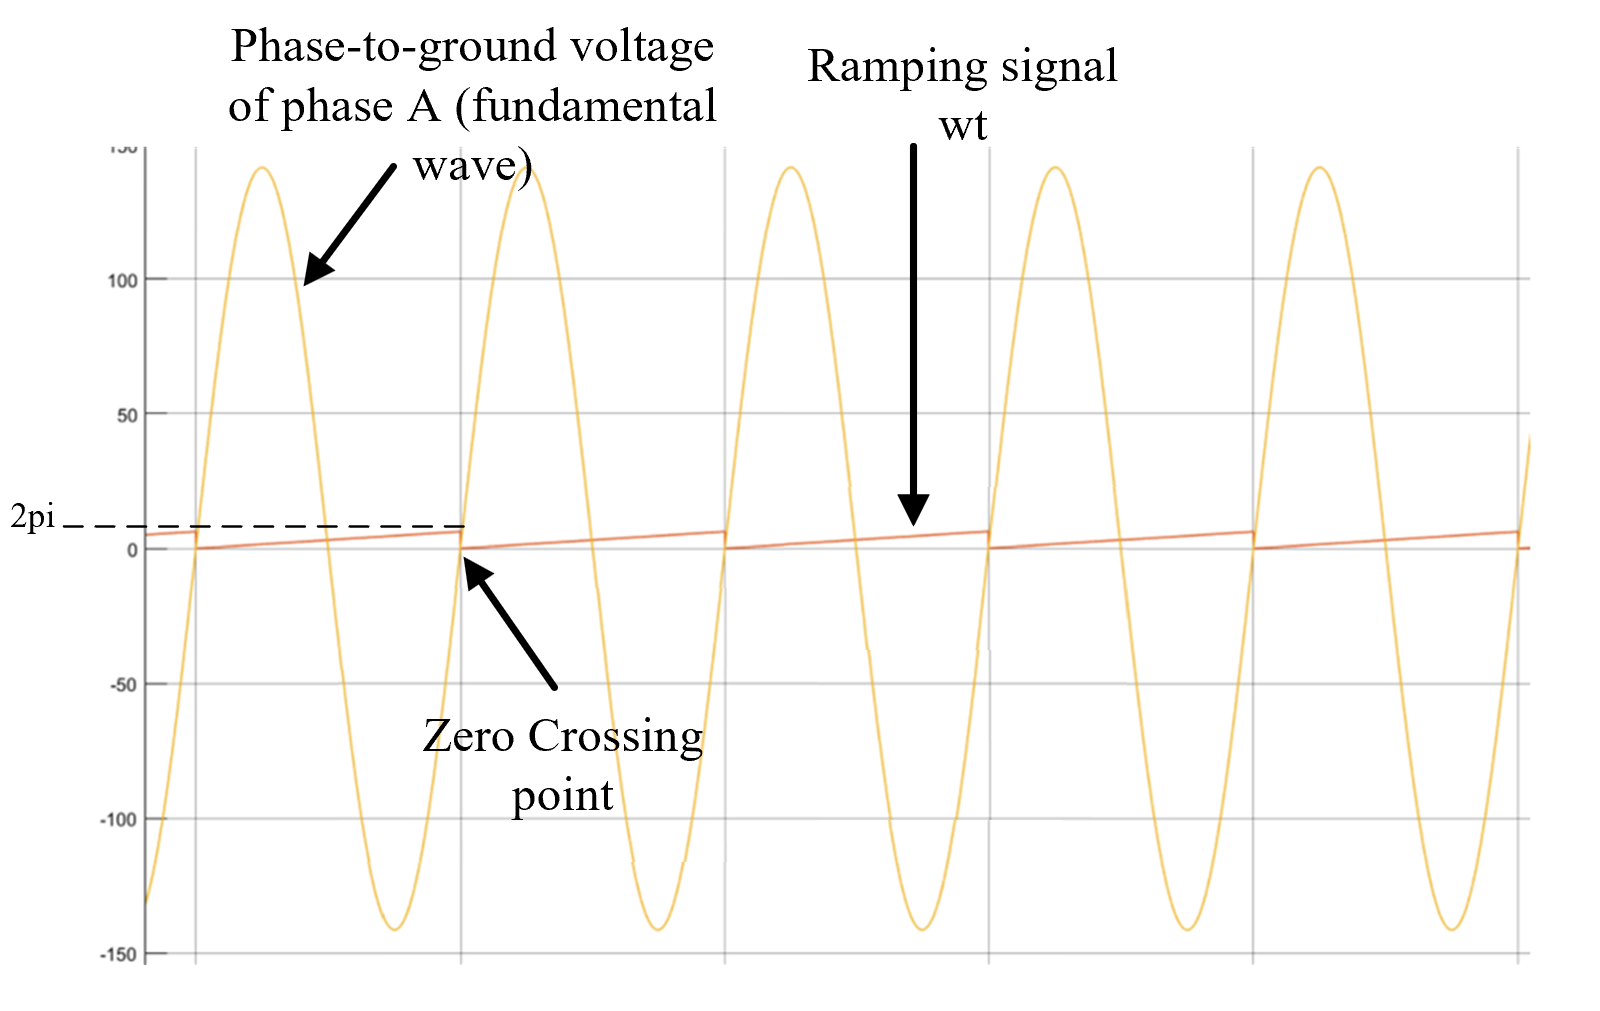 Phase-to-ground voltage
of phase A (fundamental
wave)
Ramping signal
wt
150
100
50
2pi
0
-50
Zero Crossing
point
-100
-150